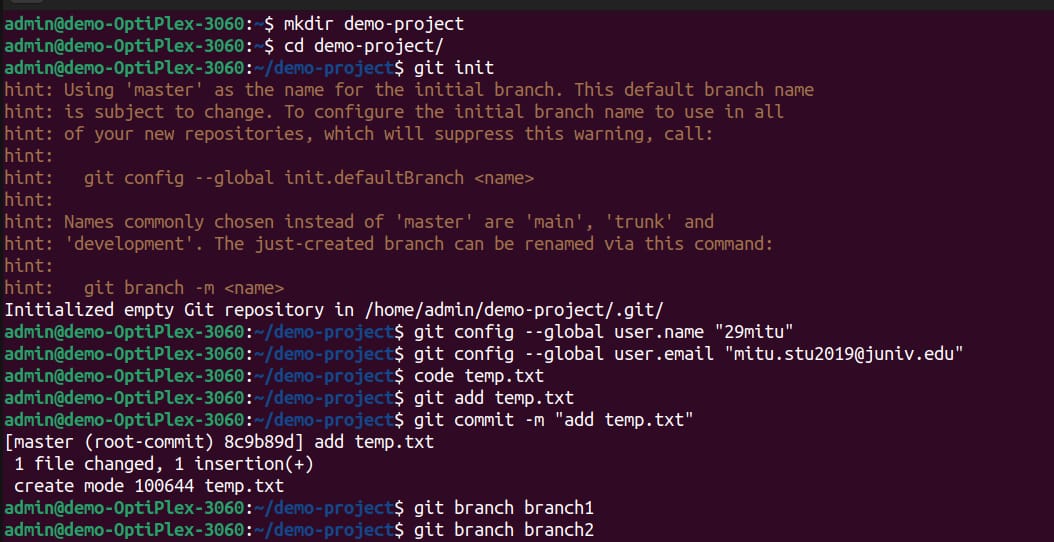 admin@demo-OptiPlex-3060:~$ mkdir demo-project
admin@demo-OptiPlex-3060:~$ cd demo-project/
admin@demo-OptiPlex-3060:~/demo-project$ git init
hint: Using 'master' as the name for the initial branch. This default branch name
hint: is subject to change. To configure the initial branch name to use in all
hint: of your new repositories, which will suppress this warning, call:
hint:
hint:   git config --global init.defaultBranch <name>
hint:
hint: Names commonly chosen instead of 'master' are 'main', 'trunk' and
hint: 'development'. The just-created branch can be renamed via this command:
hint:
hint:   git branch -m <name>
Initialized empty Git repository in /home/admin/demo-project/.git/
admin@demo-OptiPlex-3060:~/demo-project$ git config --global user.name "29mitu"
admin@demo-OptiPlex-3060:~/demo-project$ git config --global user.email "mitu.stu2019@juniv.edu"
admin@demo-OptiPlex-3060:~/demo-project$ code temp.txt
admin@demo-OptiPlex-3060:~/demo-project$ git add temp.txt
admin@demo-OptiPlex-3060:~/demo-project$ git commit -m "add temp.txt"
[master (root-commit) 8c9b89d] add temp.txt
 1 file changed, 1 insertion(+)
 create mode 100644 temp.txt
admin@demo-OptiPlex-3060:~/demo-project$ git branch branch1
admin@demo-OptiPlex-3060:~/demo-project$ git branch branch2